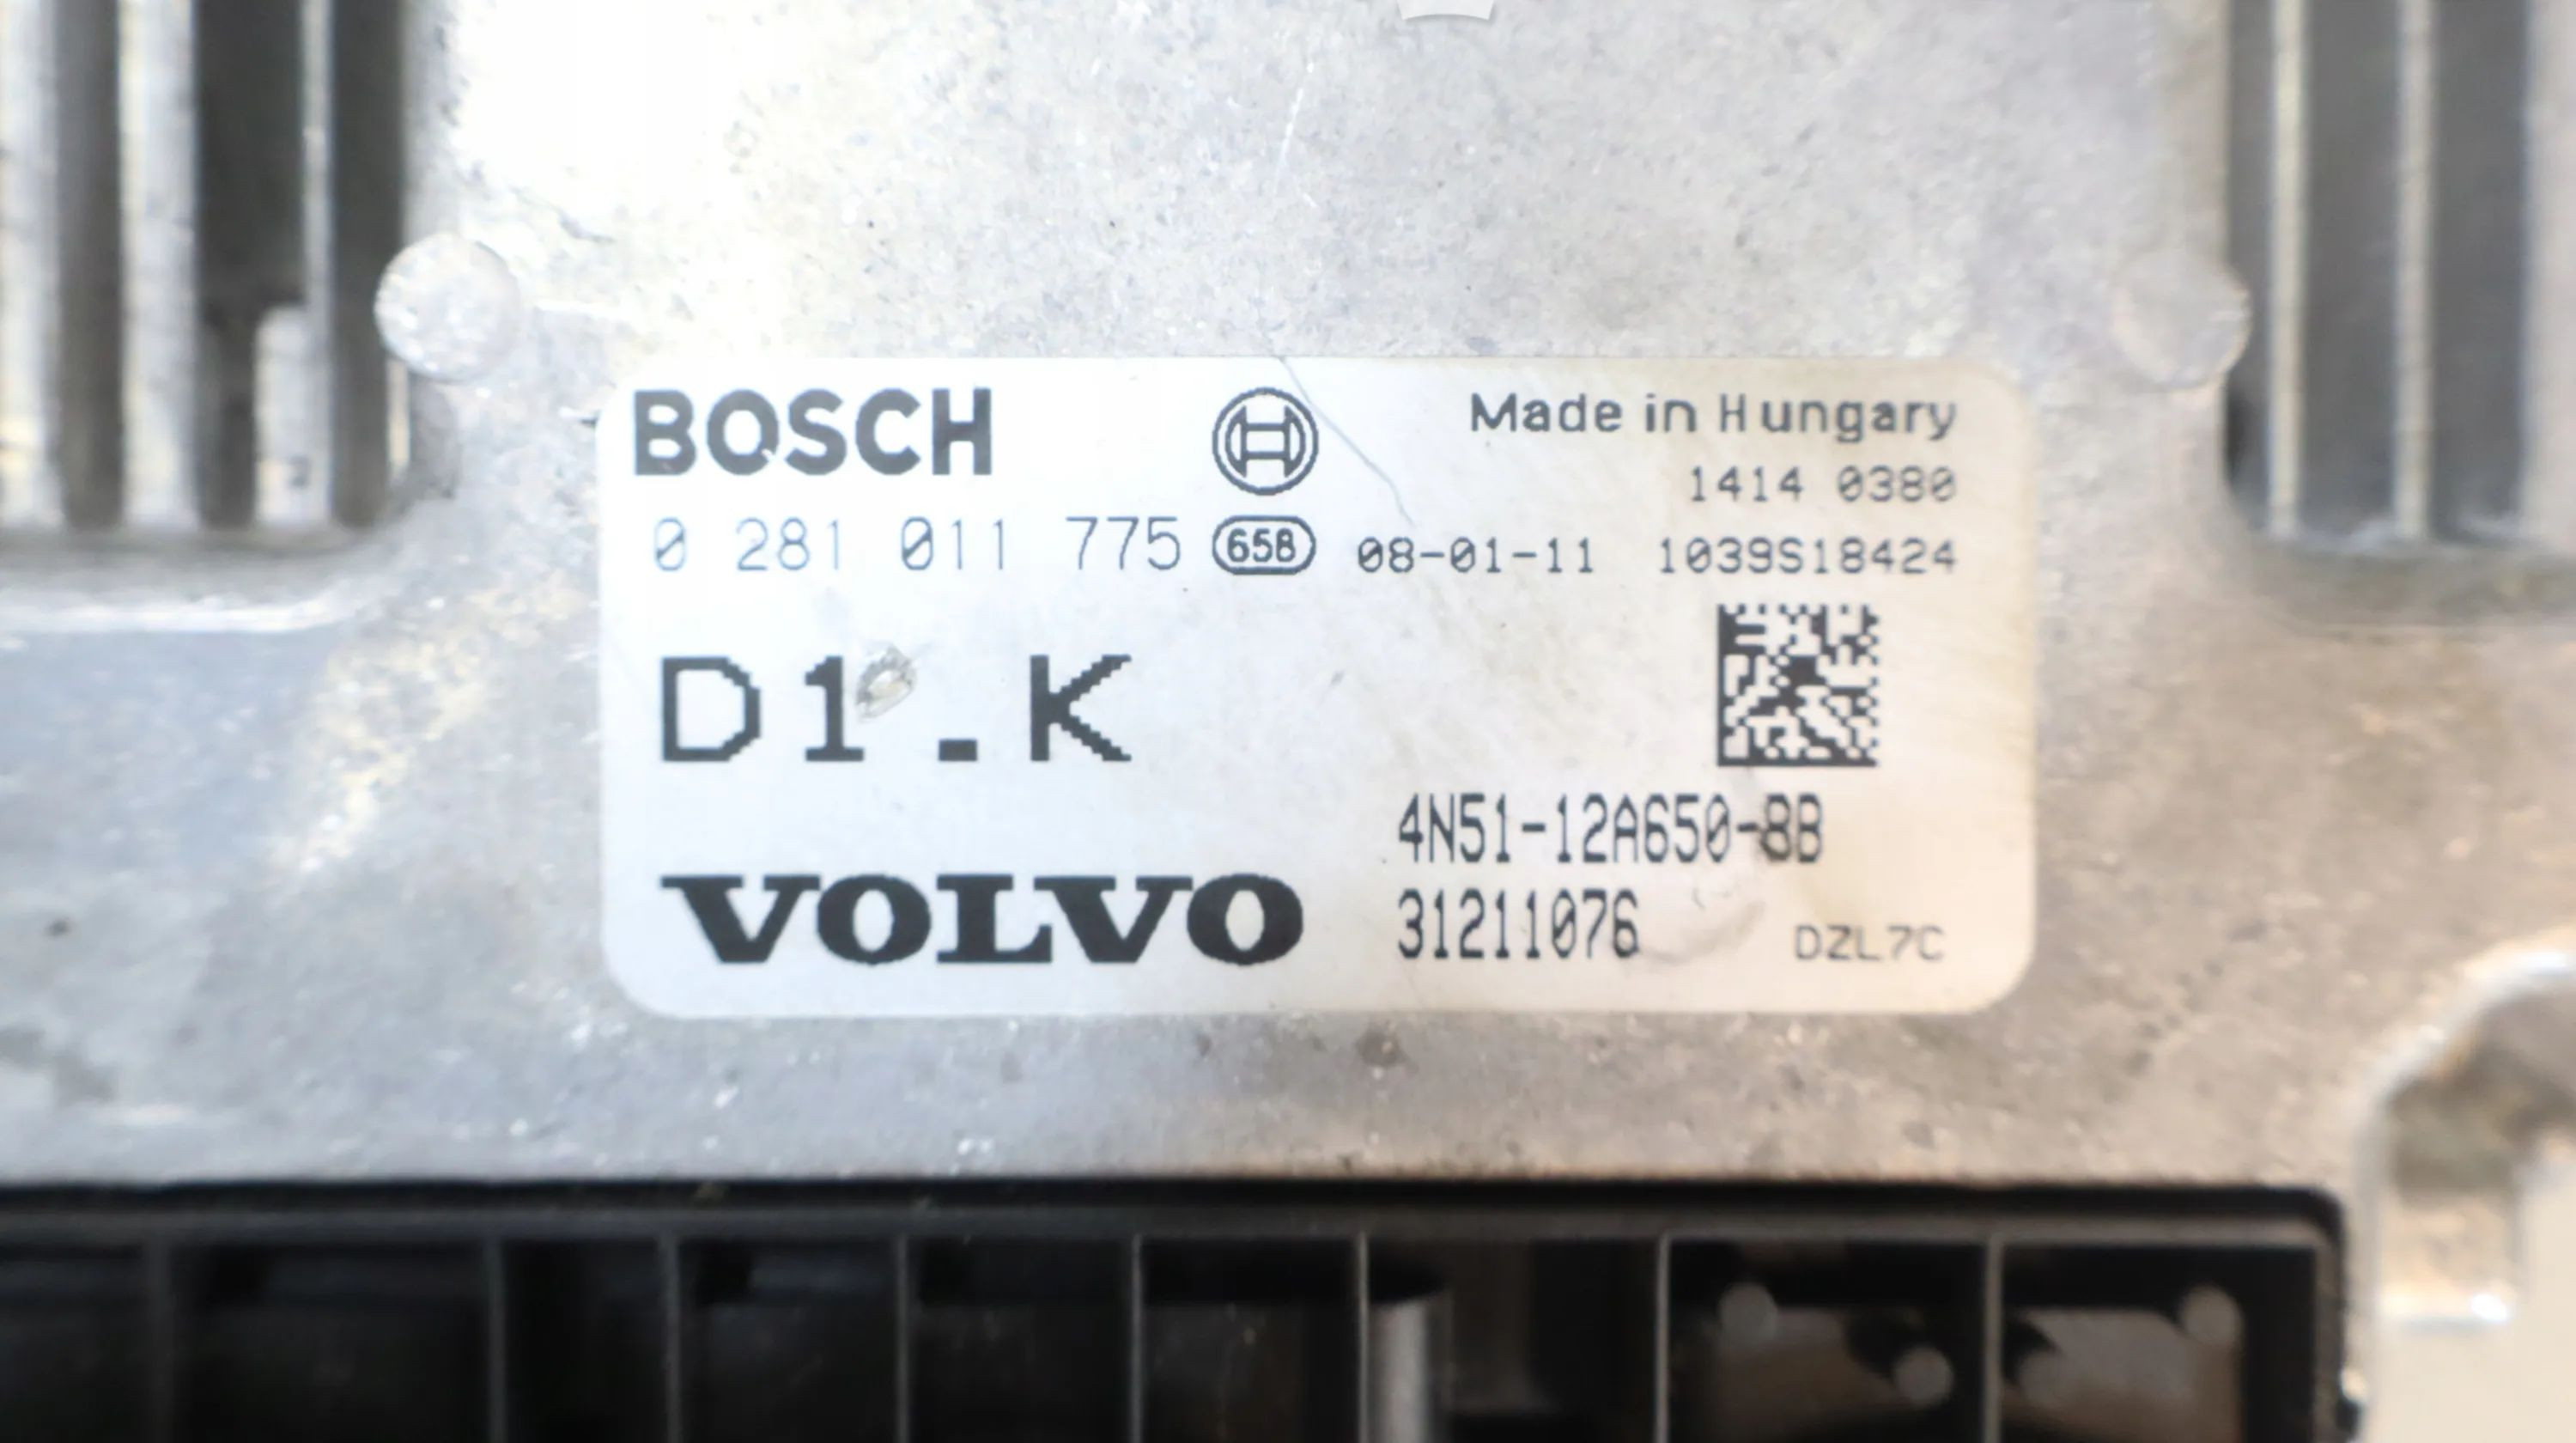 BOSCH
Made in Hungary
1414 0380
0 281 011 775 658 08-01-11 1039S18424
D1.K
4N51-12A650-8B
VOLVO 31211076 DZL7C